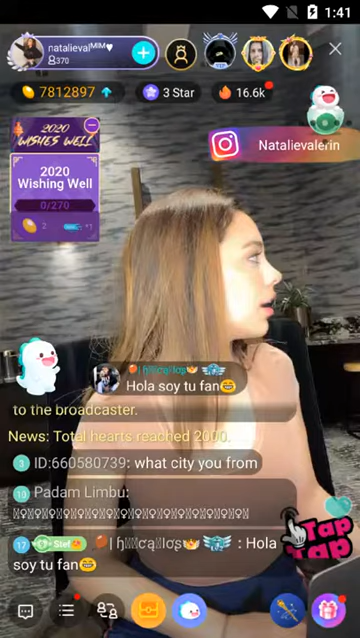 1:41
natalievalᴹᴵᴹ♥
370
7812897
3 Star
16.6k
Natalievalerin
2020
WISHES WELL
2020
Wishing Well
0/270
2
Hola soy tu fan😂
to the broadcaster.
News: Total hearts reached 2000.
3 ID:660580739: what city you from
10 Padam Limbu:
17 Stef : Hola
soy tu fan😂
Tap
Tap